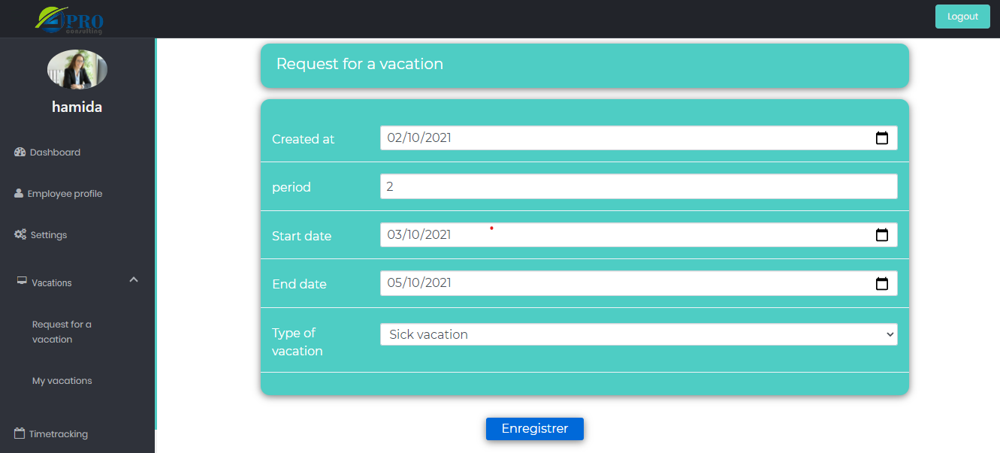 PRO
consulting
Logout
hamida
Dashboard
Employee profile
Settings
Vacations
Request for a
vacation
My vacations
Timetracking
Request for a vacation
Created at
02/10/2021
period
2
Start date
03/10/2021
End date
05/10/2021
Type of
vacation
Sick vacation
Enregistrer